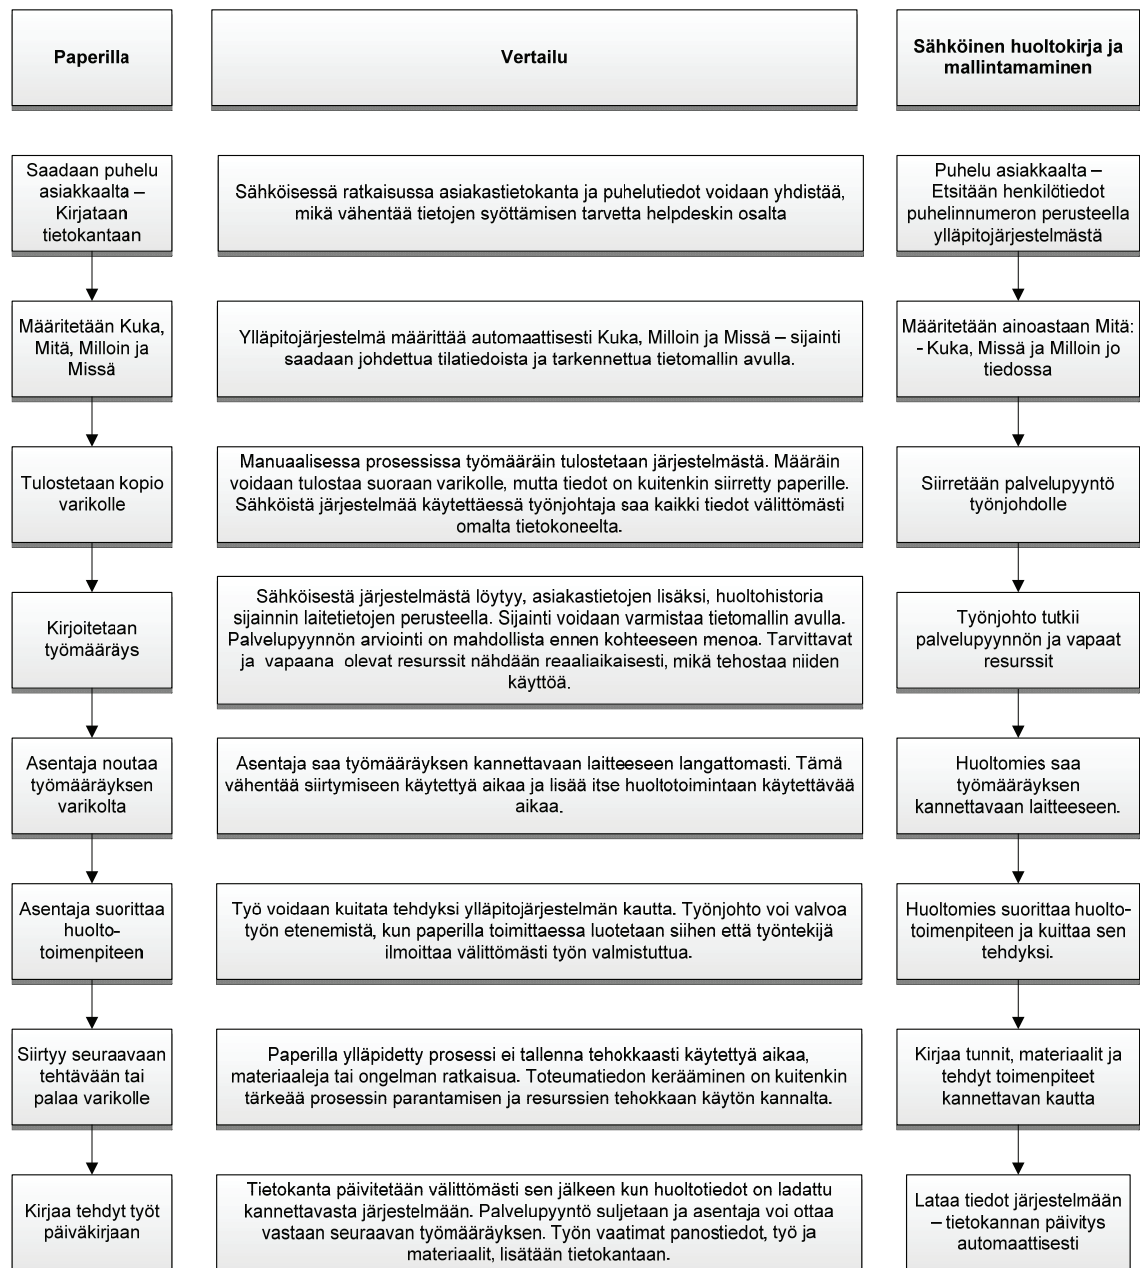 Paperilla
Vertailu
Sähköinen huoltokirja ja
mallintamaminen
Saadaan puhelu
asiakkaalta –
Kirjataan
tietokantaan
Sähköisessä ratkaisussa asiakastietokanta ja puhelutiedot voidaan yhdistää,
mikä vähentää tietojen syöttämisen tarvetta helpdeskin osalta
Puhelu asiakkaalta –
Etsitään henkilötiedot
puhelinnumeron perusteella
ylläpitojärjestelmästä
Määritetään Kuka,
Mitä, Milloin ja
Missä
Ylläpitojärjestelmä määrittää automaattisesti Kuka, Milloin ja Missä – sijainti
saadaan johdettua tilatiedoista ja tarkennettua tietomallin avulla.
Määritetään ainoastaan Mitä:
- Kuka, Missä ja Milloin jo
tiedossa
Tulostetaan kopio
varikolle
Manuaalisessa prosessissa työmääräin tulostetaan järjestelmästä. Määräin
voidaan tulostaa suoraan varikolle, mutta tiedot on kuitenkin siirretty paperille.
Sähköistä järjestelmää käytettäessä työnjohtaja saa kaikki tiedot välittömästi
omalta tietokoneelta.
Siirretään palvelupyyntö
työnjohdolle
Kirjoitetaan
työmääräys
Sähköisestä järjestelmästä löytyy, asiakastietojen lisäksi, huoltohistoria
sijainnin laitetietojen perusteella. Sijainti voidaan varmistaa tietomallin avulla.
Palvelupyynnön arviointi on mahdollista ennen kohteeseen menoa. Tarvittavat
ja vapaana olevat resurssit nähdään reaaliaikaisesti, mikä tehostaa niiden
käyttöä.
Työnjohto tutkii
palvelupyynnön ja vapaat
resurssit
Asentaja noutaa
työmääräyksen
varikolta
Asentaja saa työmääräyksen kannettavaan laitteeseen langattomasti. Tämä
vähentää siirtymiseen käytettyä aikaa ja lisää itse huoltotoimintaan käytettävää
aikaa.
Huoltomies saa
työmääräyksen
kannettavaan laitteeseen.
Asentaja suorittaa
huolto-
toimenpiteen
Työ voidaan kuitata tehdyksi ylläpitojärjestelmän kautta. Työnjohto voi valvoa
työn etenemistä, kun paperilla toimittaessa luotetaan siihen että työntekijä
ilmoittaa välittömästi työn valmistuttua.
Huoltomies suorittaa huolto-
toimenpiteen ja kuittaa sen
tehdyksi.
Siirtyy seuraavaan
tehtävään tai
palaa varikolle
Paperilla ylläpidetty prosessi ei tallenna tehokkaasti käytettyä aikaa,
materiaaleja tai ongelman ratkaisua. Toteumatiedon kerääminen on kuitenkin
tärkeää prosessin parantamisen ja resurssien tehokkaan käytön kannalta.
Kirjaa tunnit, materiaalit ja
tehdyt toimenpiteet
kannettavan kautta
Kirjaa tehdyt työt
päiväkirjaan
Tietokanta päivitetään välittömästi sen jälkeen kun huoltotiedot on ladattu
kannettavasta järjestelmään. Palvelupyyntö suljetaan ja asentaja voi ottaa
vastaan seuraavan työmääräyksen. Työn vaatimat panostiedot, työ ja
materiaalit, lisätään tietokantaan.
Lataa tiedot järjestelmään
– tietokannan päivitys
automaattisesti